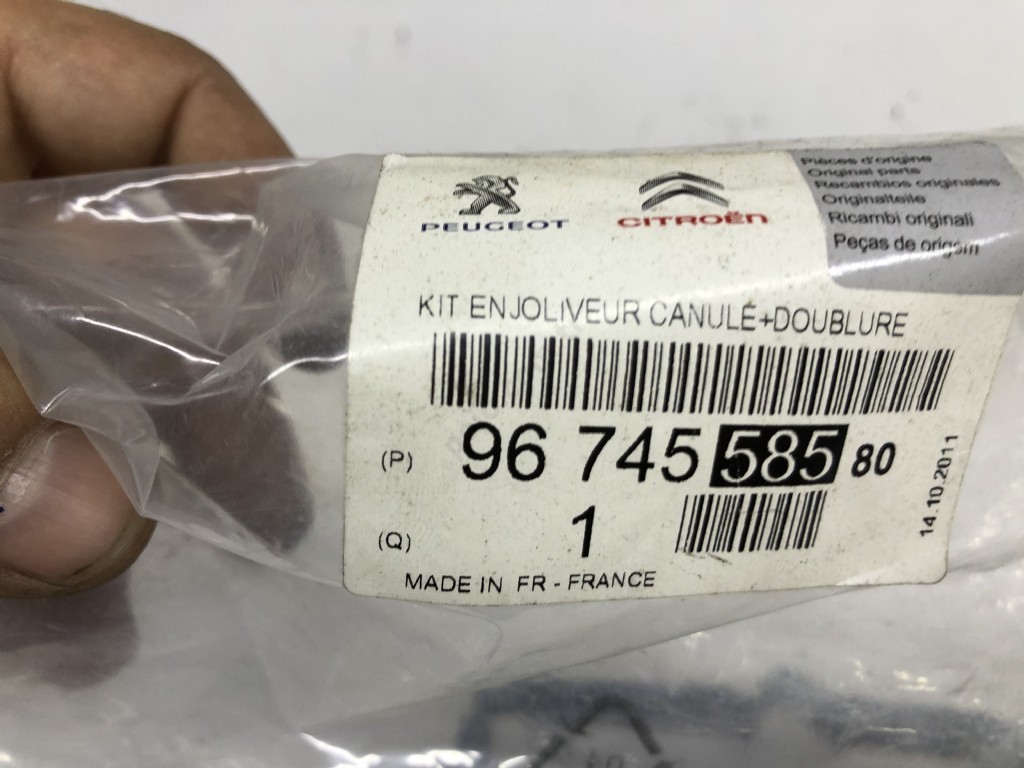 PEUGEOT
CITROËN
Pièces d'origine
Original parts
Recambios originales
Originalteile
Ricambi originali
Peças de origem
KIT ENJOLIVEUR CANULÉ+DOUBLURE
(P) 96 745 585 80
(Q) 1
14.10.2011
MADE IN FR - FRANCE